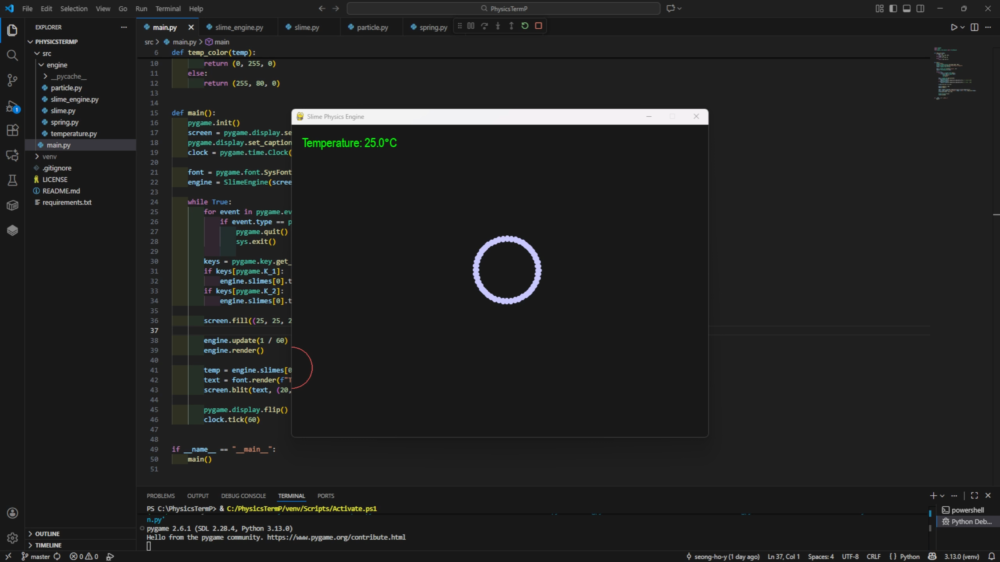 File Edit Selection View Go Run Terminal Help
PhysicsTermP
EXPLORER
PHYSICSTERMP
src
engine
__pycache__
particle.py
slime_engine.py
slime.py
spring.py
temperature.py
main.py
venv
.gitignore
LICENSE
README.md
requirements.txt
OUTLINE
TIMELINE
1
main.py slime_engine.py slime.py particle.py spring.py
src > main.py > main
6 def temp_color(temp):
10 return (0, 255, 0)
11 else:
12 return (255, 80, 0)
13
14
15 def main():
16 pygame.init()
17 screen = pygame.display.se
18 pygame.display.set_caption
19 clock = pygame.time.Clock(
20
21 font = pygame.font.SysFont
22 engine = SlimeEngine(scree
23
24 while True:
25 for event in pygame.ev
26 if event.type == p
27 pygame.quit()
28 sys.exit()
29
30 keys = pygame.key.get_
31 if keys[pygame.K_1]:
32 engine.slimes[0].t
33 if keys[pygame.K_2]:
34 engine.slimes[0].t
35
36 screen.fill((25, 25, 2
37
38 engine.update(1 / 60)
39 engine.render()
40
41 temp = engine.slimes[0
42 text = font.render(f"T
43 screen.blit(text, (20,
44
45 pygame.display.flip()
46 clock.tick(60)
47
48
49 if __name__ == "__main__":
50 main()
51
Slime Physics Engine
Temperature: 25.0°C
PROBLEMS OUTPUT DEBUG CONSOLE TERMINAL PORTS
PS C:\PhysicsTermP> & C:/PhysicsTermP/venv/Scripts/Activate.ps1
n.py'
pygame 2.6.1 (SDL 2.28.4, Python 3.13.0)
Hello from the pygame community. https://www.pygame.org/contribute.html
powershell
Python Deb...
master 0 0
seong-ho-y (1 day ago) Ln 37, Col 1 Spaces: 4 UTF-8 CRLF { } Python 3.13.0 (venv)